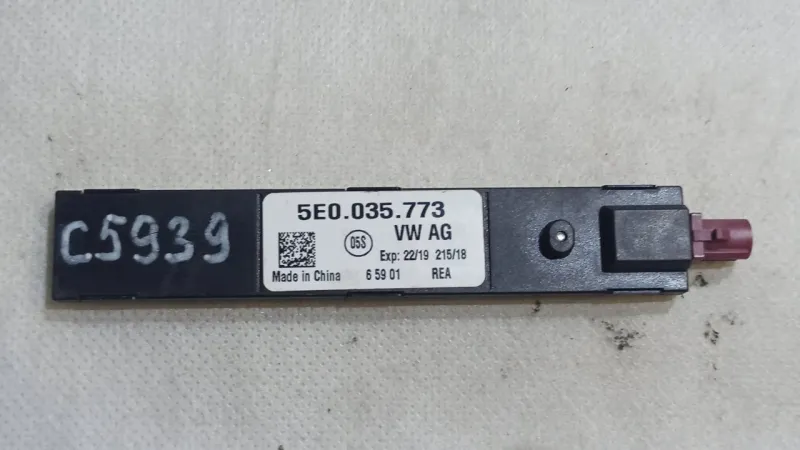 C5939
5E0.035.773
05S VW AG
Exp: 22/19 215/18
Made in China 6 59 01 REA